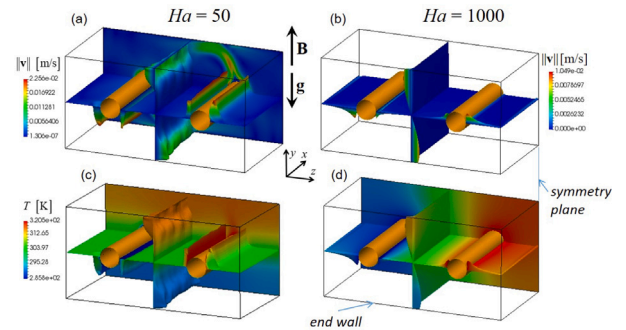 Ha = 50
Ha = 1000
(a)
(b)
B
g
‖v‖ [m/s]
2.256e-02
0.016922
0.011281
0.0056406
1.306e-07
‖v‖[m/s]
1.049e-02
0.0078697
0.0052465
0.0026232
0.000e+00
y
x
z
(c)
(d)
T [K]
3.205e+02
312.65
303.97
295.28
2.858e+02
symmetry
plane
end wall